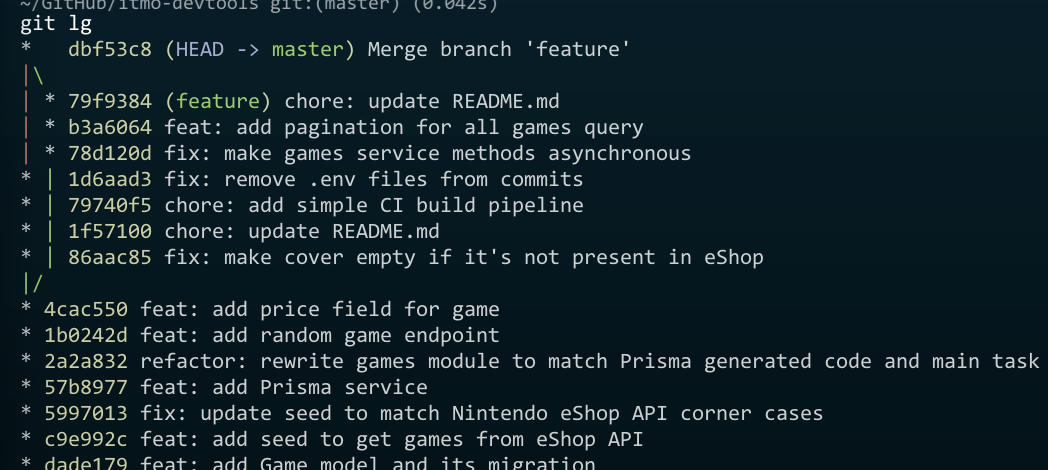 ~/GitHub/itmo-devtools git:(master) (0.042s)
git lg
*   dbf53c8 (HEAD -> master) Merge branch 'feature'
|\
| * 79f9384 (feature) chore: update README.md
| * b3a6064 feat: add pagination for all games query
| * 78d120d fix: make games service methods asynchronous
* | 1d6aad3 fix: remove .env files from commits
* | 79740f5 chore: add simple CI build pipeline
* | 1f57100 chore: update README.md
* | 86aac85 fix: make cover empty if it's not present in eShop
|/
* 4cac550 feat: add price field for game
* 1b0242d feat: add random game endpoint
* 2a2a832 refactor: rewrite games module to match Prisma generated code and main task
* 57b8977 feat: add Prisma service
* 5997013 fix: update seed to match Nintendo eShop API corner cases
* c9e992c feat: add seed to get games from eShop API
* dade179 feat: add Game model and its migration